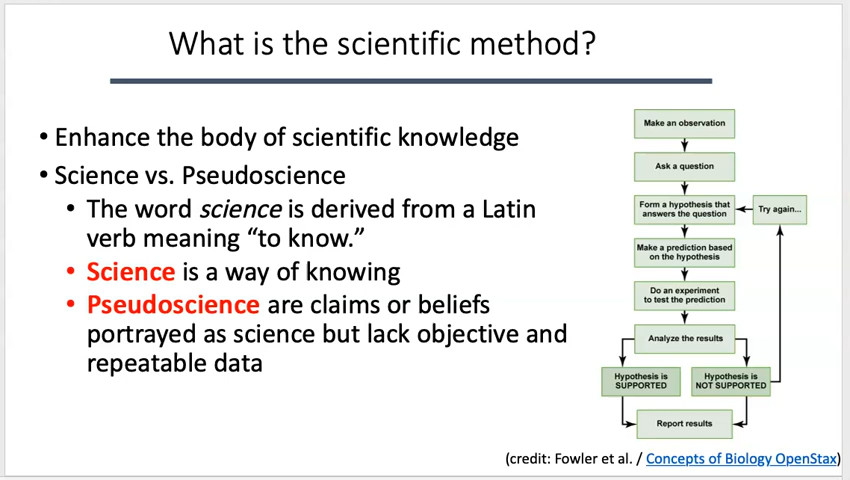 What is the scientific method?
• Enhance the body of scientific knowledge
• Science vs. Pseudoscience
• The word science is derived from a Latin
verb meaning “to know.”
• Science is a way of knowing
• Pseudoscience are claims or beliefs
portrayed as science but lack objective and
repeatable data
Make an observation
Ask a question
Form a hypothesis that
answers the question
Try again...
Make a prediction based
on the hypothesis
Do an experiment
to test the prediction
Analyze the results
Hypothesis is
SUPPORTED
Hypothesis is
NOT SUPPORTED
Report results
(credit: Fowler et al. / Concepts of Biology OpenStax)